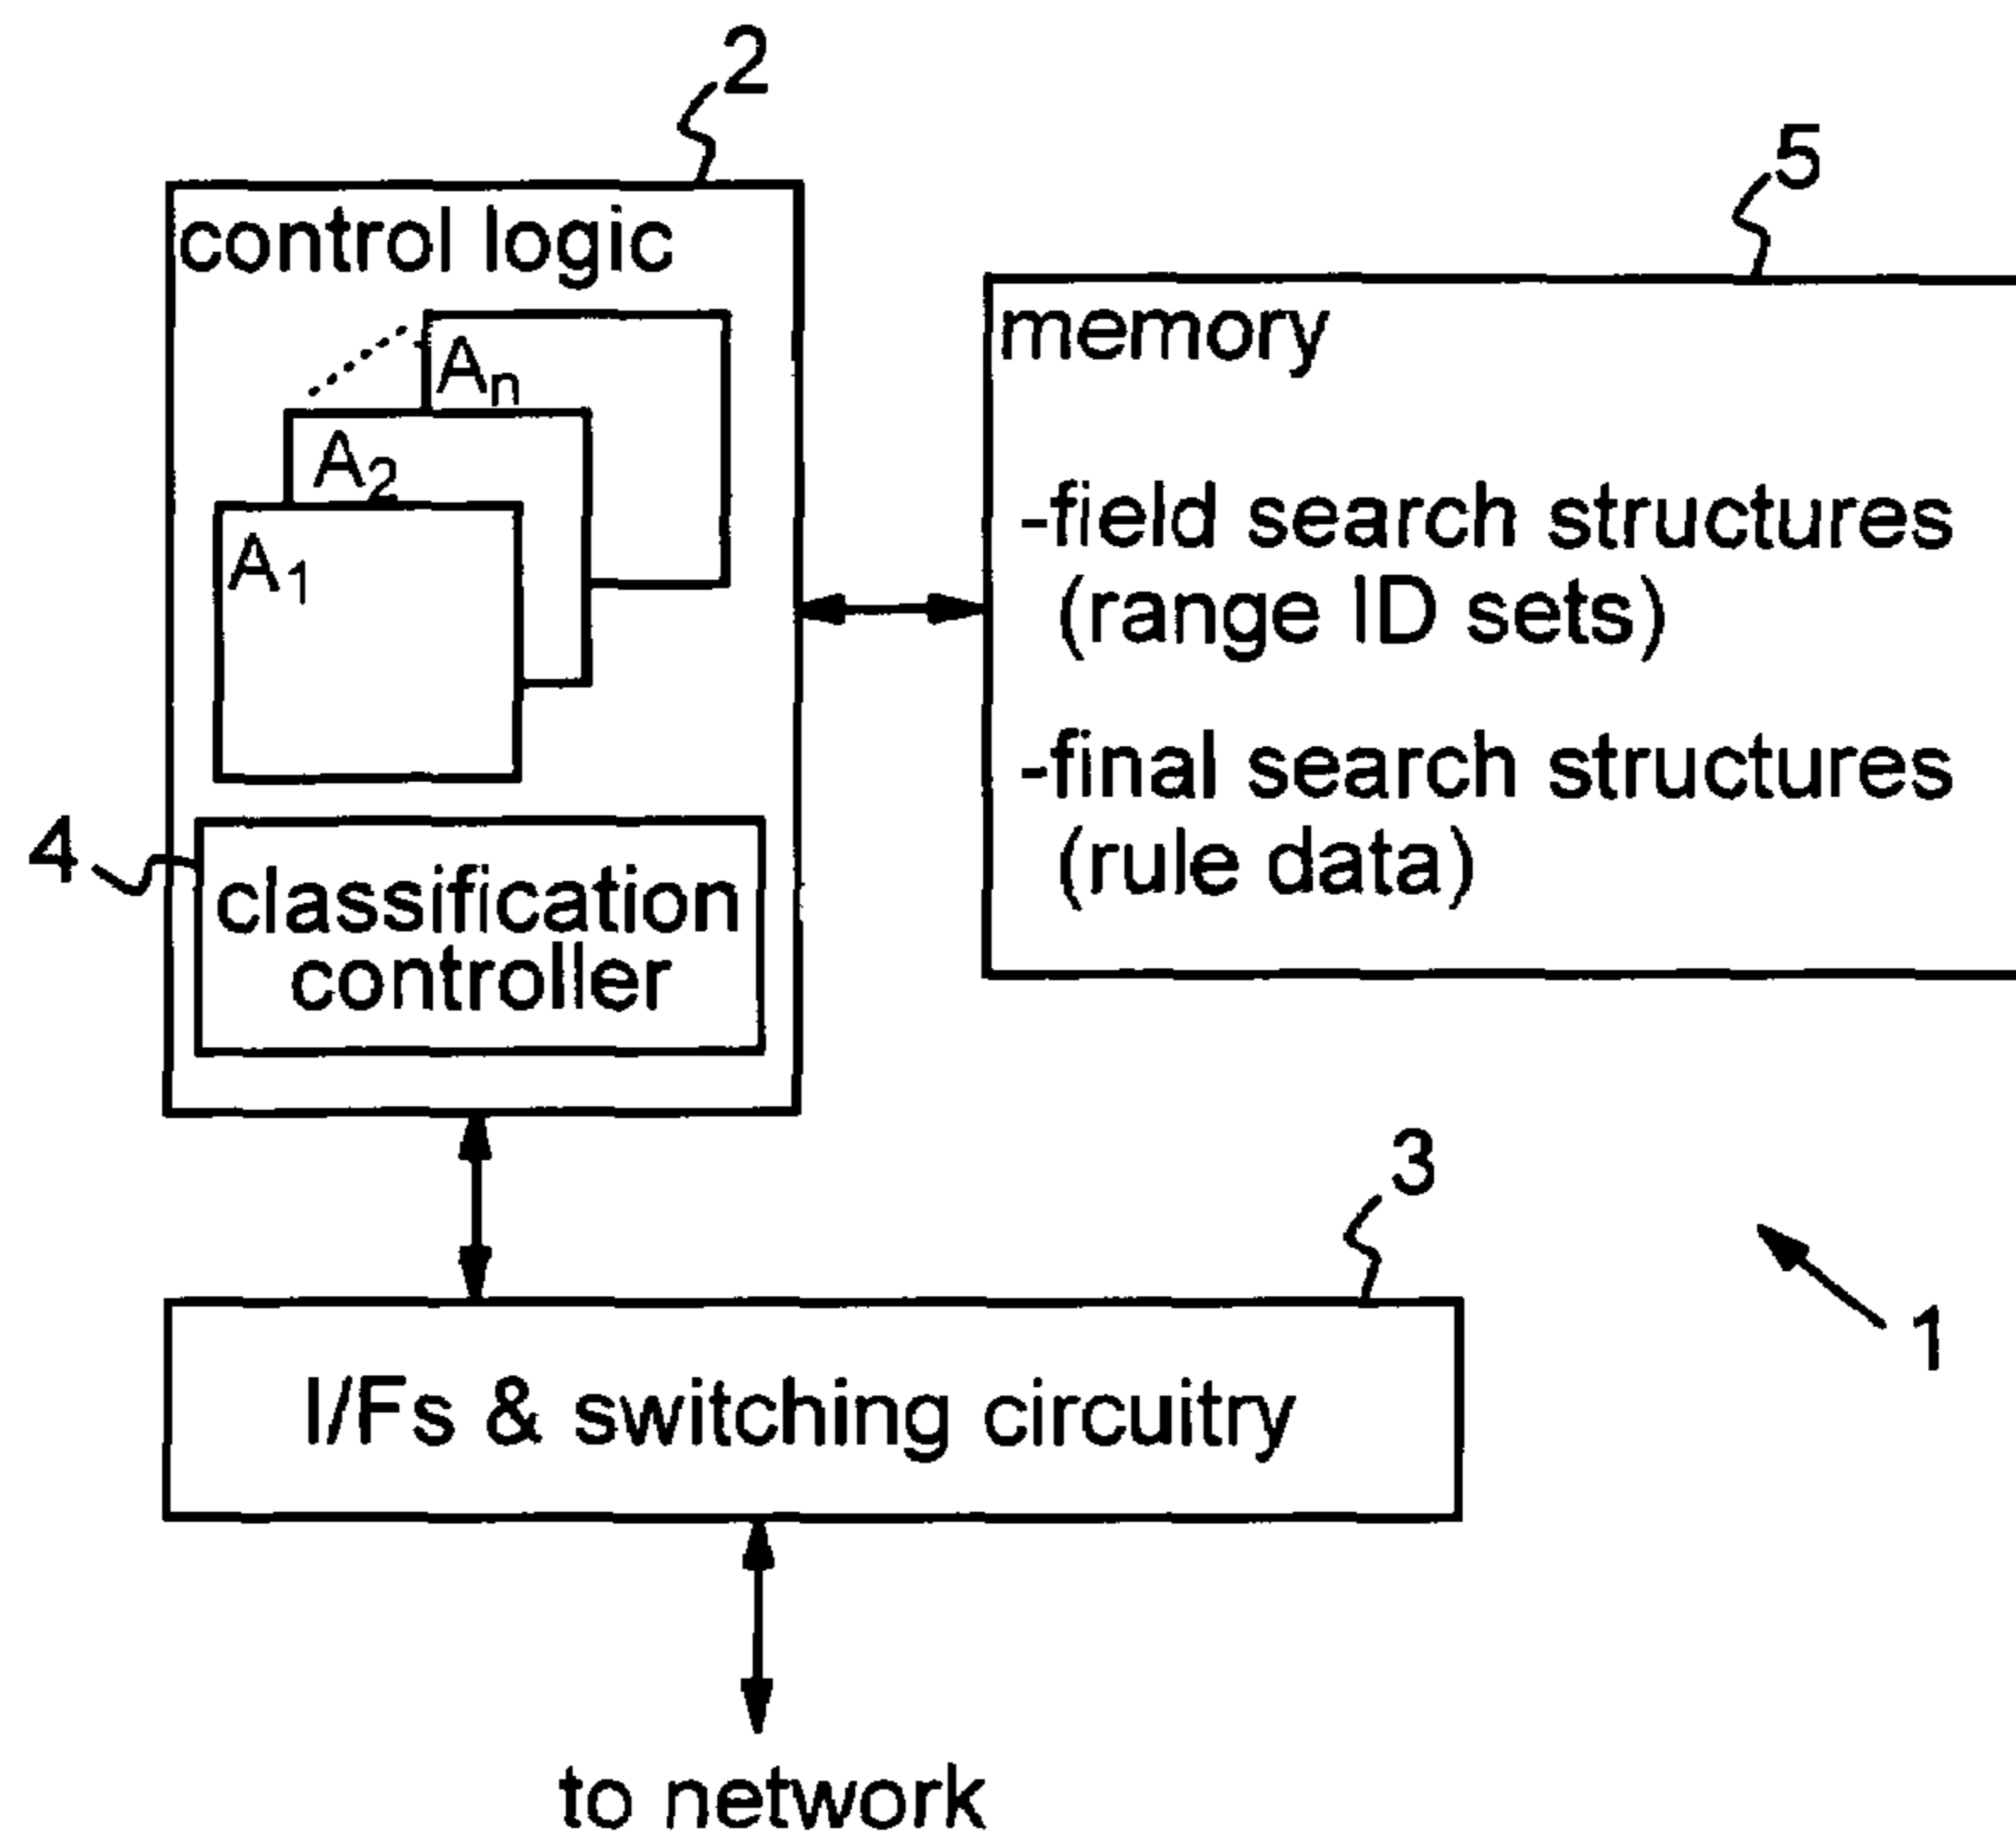 2
control logic
An
A2
A1
4
classification
controller
5
memory
-field search structures
(range ID sets)
-final search structures
(rule data)
3
I/Fs & switching circuitry
1
to network